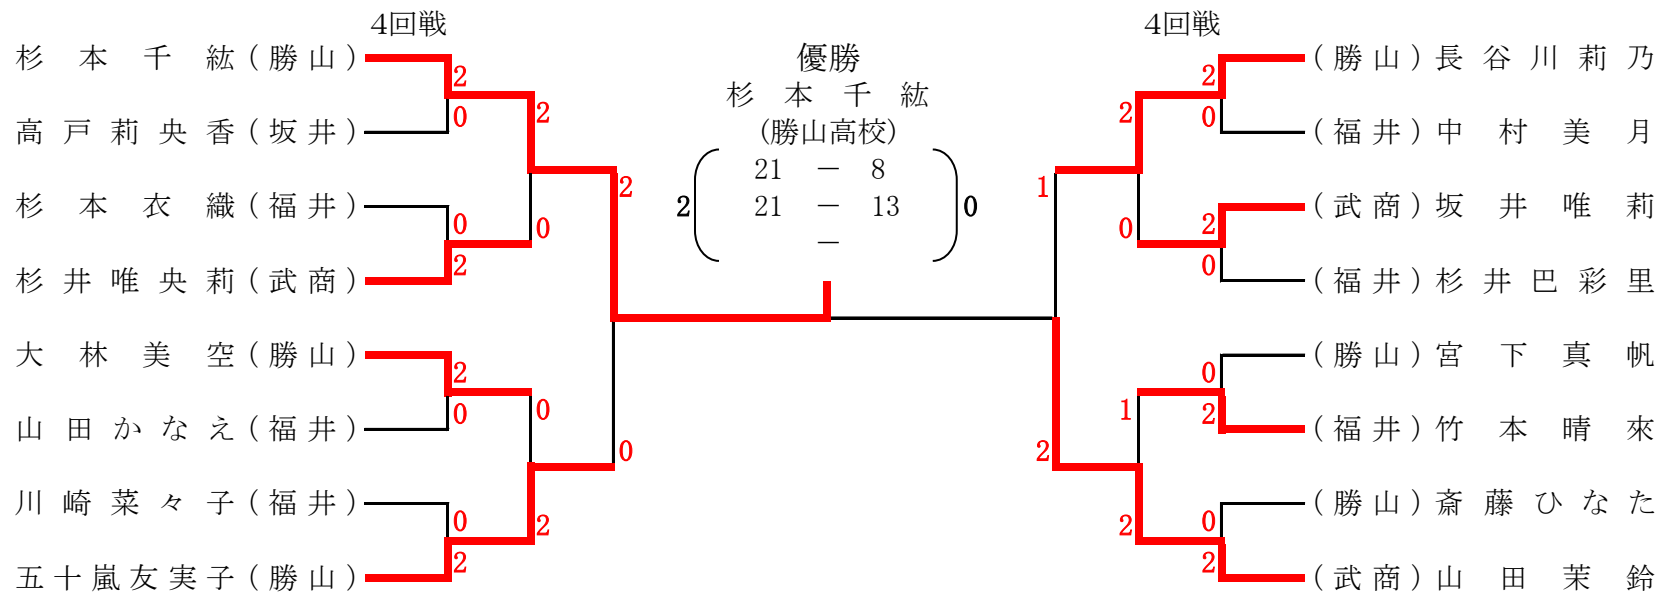 4回戦
杉本千紘(勝山)
2
0
高戸莉央香(坂井)
2
杉本衣織(福井)
0
2
杉井唯央莉(武商)
0
2
大林美空(勝山)
2
0
山田かなえ(福井)
0
川崎菜々子(福井)
0
2
五十嵐友実子(勝山)
2
0
優勝
杉本千紘
(勝山高校)
21 － 8
2 21 － 13 0
－
4回戦
(勝山)長谷川莉乃
2
0
(福井)中村美月
2
(武商)坂井唯莉
2
0
(福井)杉井巴彩里
0
1
(勝山)宮下真帆
0
2
(福井)竹本晴來
1
(勝山)斎藤ひなた
0
2
(武商)山田茉鈴
2
2